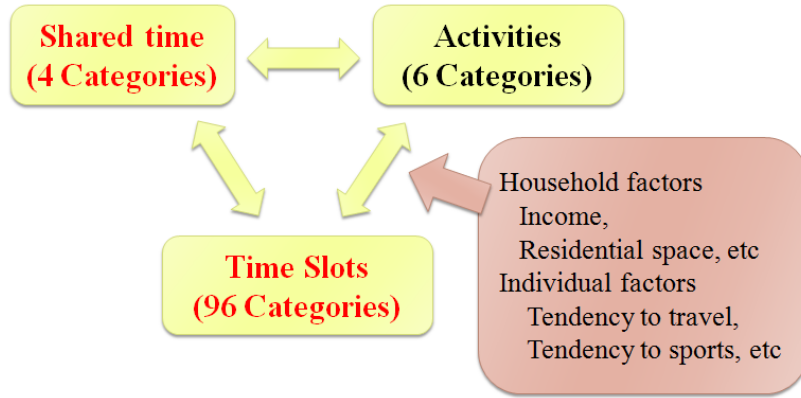 Shared time
(4 Categories)
Activities
(6 Categories)
Time Slots
(96 Categories)
Household factors
Income,
Residential space, etc
Individual factors
Tendency to travel,
Tendency to sports, etc